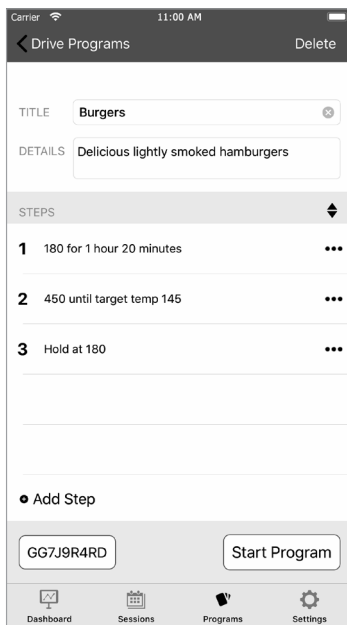 Carrier 11:00 AM
Drive Programs Delete
TITLE Burgers
DETAILS Delicious lightly smoked hamburgers
STEPS
1 180 for 1 hour 20 minutes
2 450 until target temp 145
3 Hold at 180
Add Step
GG7J9R4RD Start Program
Dashboard Sessions Programs Settings